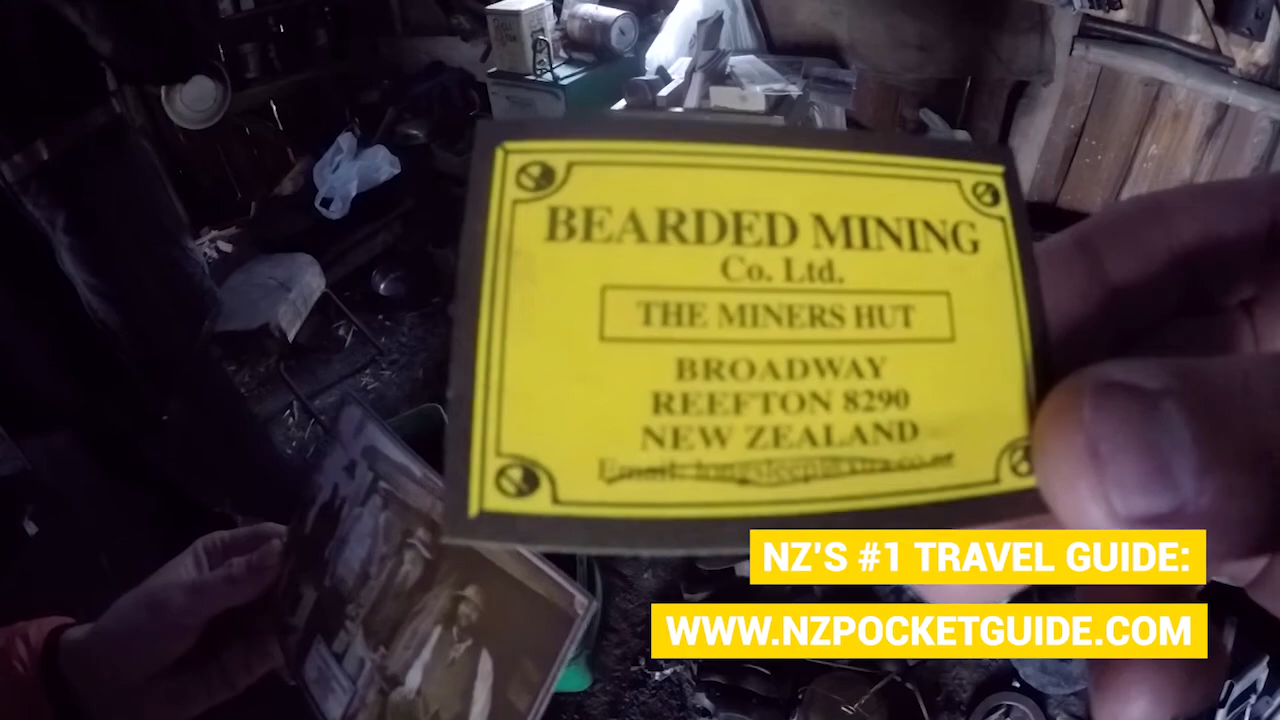 BEARDED MINING
Co. Ltd.
THE MINERS HUT
BROADWAY
REEFTON 8290
NEW ZEALAND
Email:
NZ'S #1 TRAVEL GUIDE:
WWW.NZPOCKETGUIDE.COM